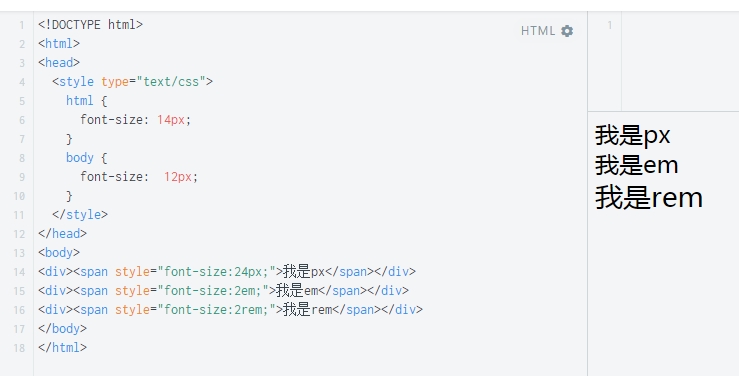 1 <!DOCTYPE html>
HTML
1
2 <html>
3 <head>
4 <style type="text/css">
5 html {
6 font-size: 14px;
7 }
8 body {
9 font-size:  12px;
10 }
11 </style>
12 </head>
13 <body>
14 <div><span style="font-size:24px;">我是px</span></div>
15 <div><span style="font-size:2em;">我是em</span></div>
16 <div><span style="font-size:2rem;">我是rem</span></div>
17 </body>
18 </html>
我是px
我是em
我是rem